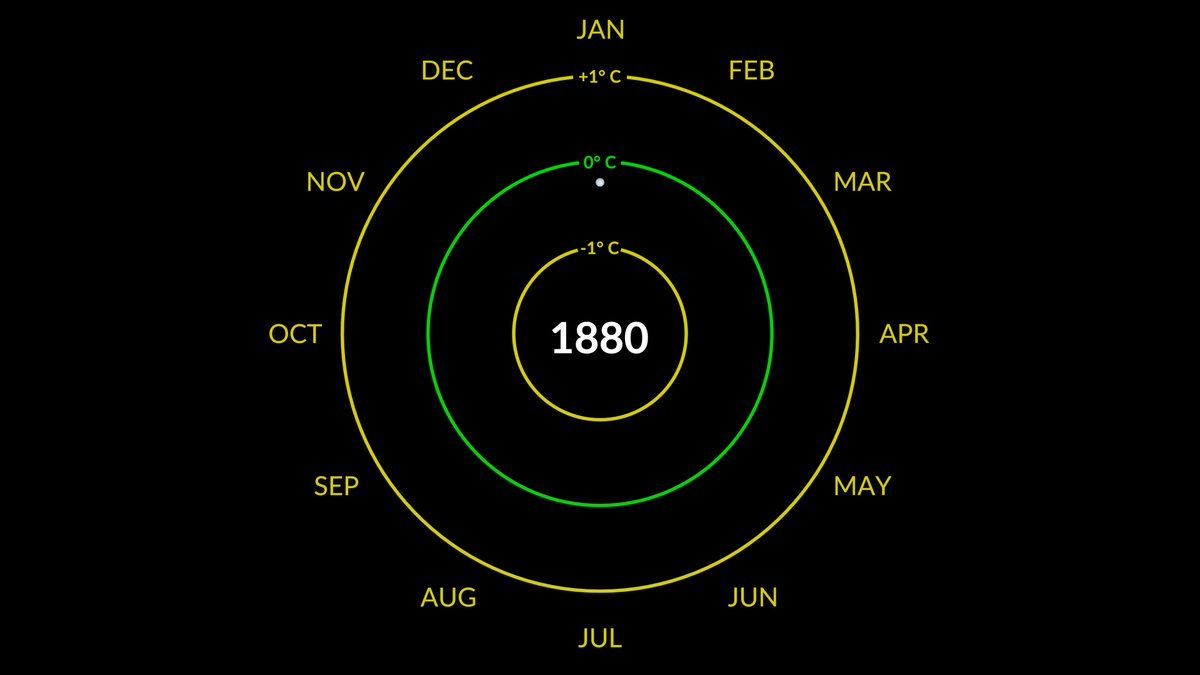 JAN
DEC
FEB
+1° C
NOV
0° C
MAR
-1° C
OCT
1880
APR
SEP
MAY
AUG
JUN
JUL